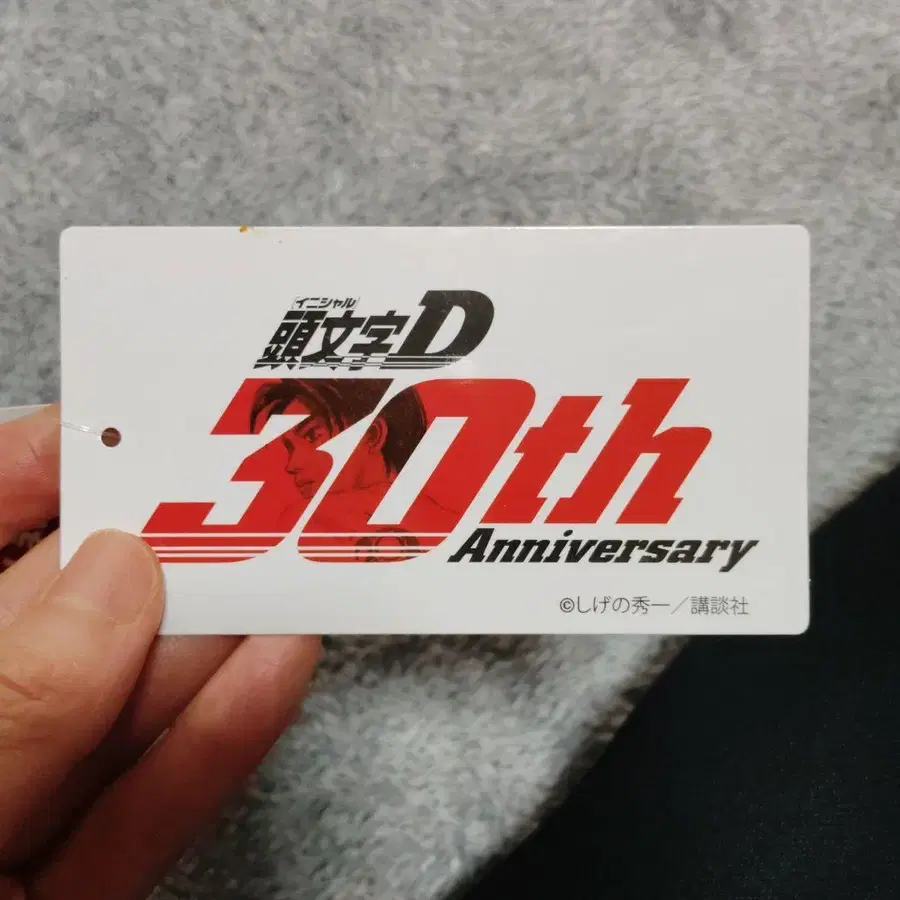 イニシャル
頭文字D
30th
Anniversary
©しげの秀一／講談社